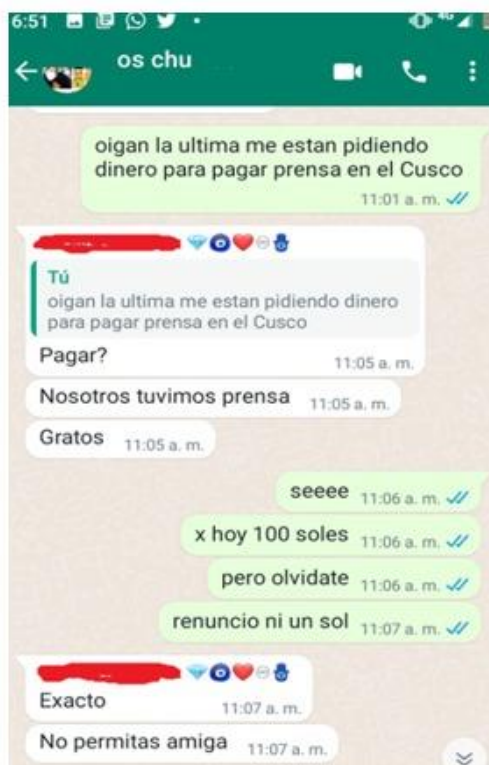 6:51
4G
os chu
oigan la ultima me estan pidiendo
dinero para pagar prensa en el Cusco
11:01 a. m.
Tú
oigan la ultima me estan pidiendo dinero
para pagar prensa en el Cusco
Pagar?
11:05 a. m.
Nosotros tuvimos prensa 11:05 a. m.
Gratos 11:05 a. m.
seeee 11:06 a. m.
x hoy 100 soles 11:06 a. m.
pero olvidate 11:06 a. m.
renuncio ni un sol 11:07 a. m.
Exacto
11:07 a. m.
No permitas amiga 11:07 a. m.